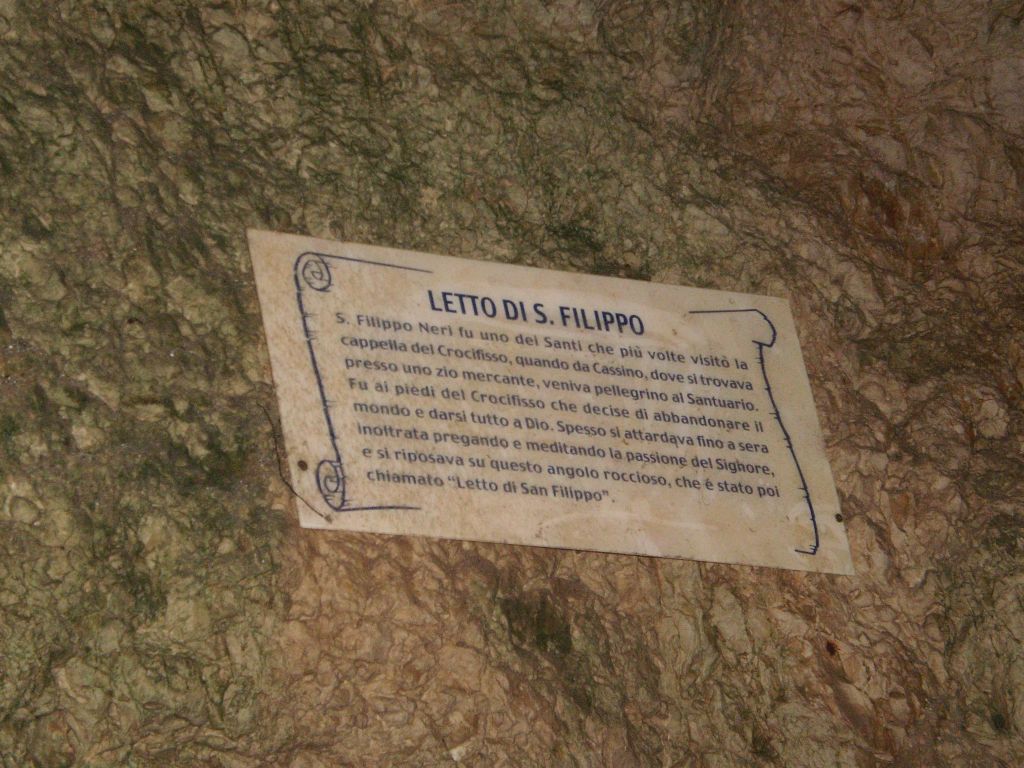 LETTO DI S. FILIPPO
S. Filippo Neri fu uno dei Santi che più volte visitò la
cappella del Crocifisso, quando da Cassino, dove si trovava
presso uno zio mercante, veniva pellegrino al Santuario.
Fu ai piedi del Crocifisso che decise di abbandonare il
mondo e darsi tutto a Dio. Spesso si attardava fino a sera
inoltrata pregando e meditando la passione del Signore,
e si riposava su questo angolo roccioso, che é stato poi
chiamato "Letto di San Filippo".